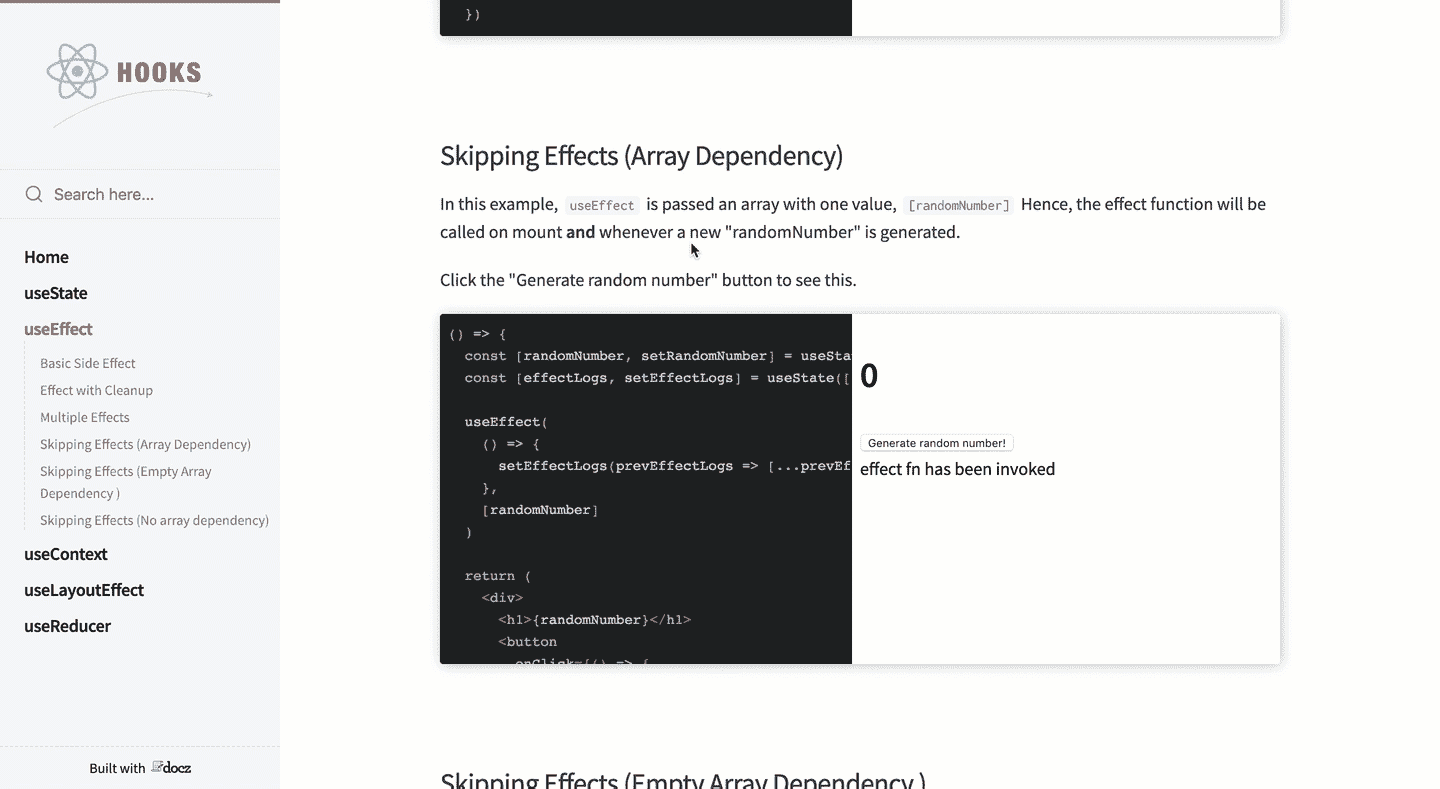 HOOKS
Search here...
Home
useState
useEffect
Basic Side Effect
Effect with Cleanup
Multiple Effects
Skipping Effects (Array Dependency)
Skipping Effects (Empty Array
Dependency )
Skipping Effects (No array dependency)
useContext
useLayoutEffect
useReducer
Built with docz
})
Skipping Effects (Array Dependency)
In this example, useEffect is passed an array with one value, [randomNumber] Hence, the effect function will be
called on mount and whenever a new "randomNumber" is generated.
Click the "Generate random number" button to see this.
() => {
const [randomNumber, setRandomNumber] = useSta
const [effectLogs, setEffectLogs] = useState([
useEffect(
() => {
setEffectLogs(prevEffectLogs => [...prevEf
},
[randomNumber]
)
return (
<div>
<h1>{randomNumber}</h1>
<button
onClick={() => {
0
Generate random number!
effect fn has been invoked
Skipping Effects (Empty Array Dependency )